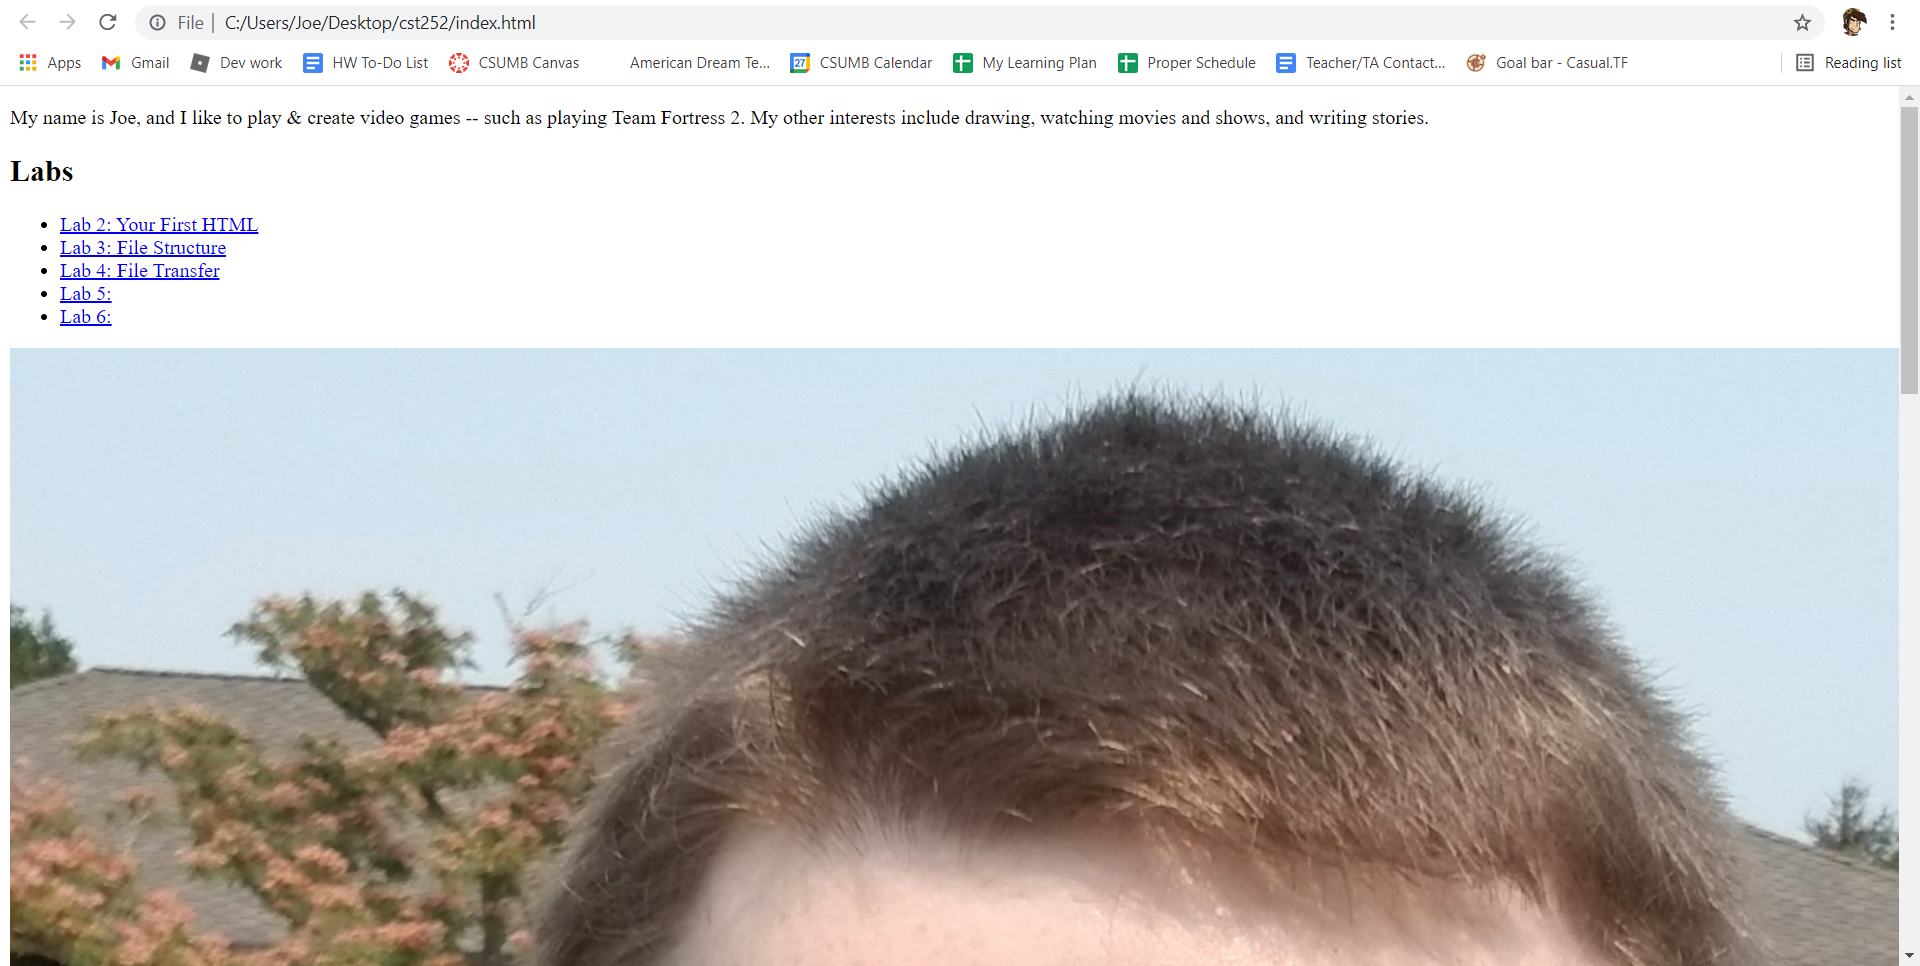 File | C:/Users/Joe/Desktop/cst252/index.html
Apps Gmail Dev work HW To-Do List CSUMB Canvas American Dream Te... 27 CSUMB Calendar My Learning Plan Proper Schedule Teacher/TA Contact... Goal bar - Casual.TF Reading list
My name is Joe, and I like to play & create video games -- such as playing Team Fortress 2. My other interests include drawing, watching movies and shows, and writing stories.
Labs
• Lab 2: Your First HTML
• Lab 3: File Structure
• Lab 4: File Transfer
• Lab 5:
• Lab 6: